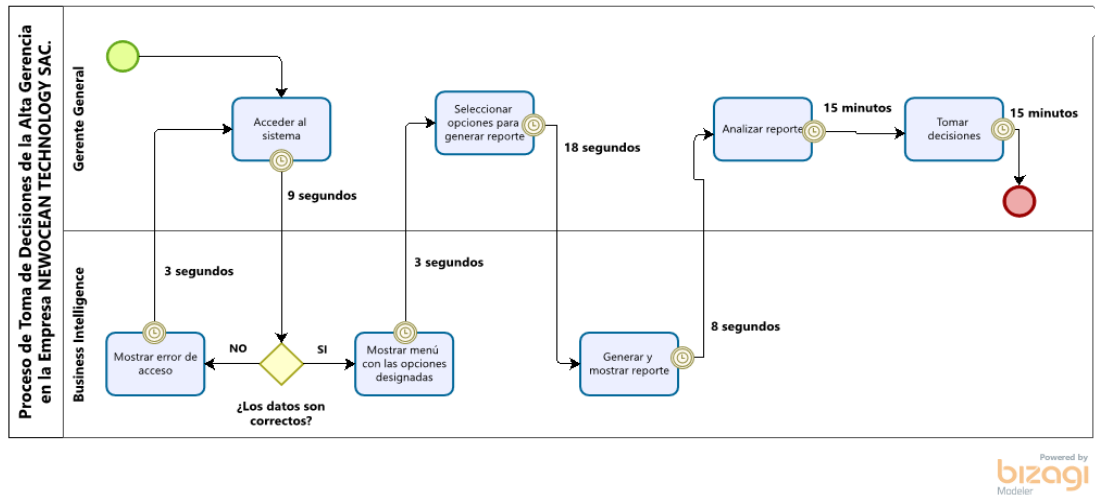 Proceso de Toma de Decisiones de la Alta Gerencia
en la Empresa NEWOCEAN TECHNOLOGY SAC.
Gerente General
Acceder al
sistema
9 segundos
Seleccionar
opciones para
generar reporte
18 segundos
Analizar reporte
15 minutos
Tomar
decisiones
15 minutos
Business Intelligence
3 segundos
Mostrar error de
acceso
NO
¿Los datos son
correctos?
SI
3 segundos
Mostrar menú
con las opciones
designadas
Generar y
mostrar reporte
8 segundos
Powered by
bizagi
Modeler